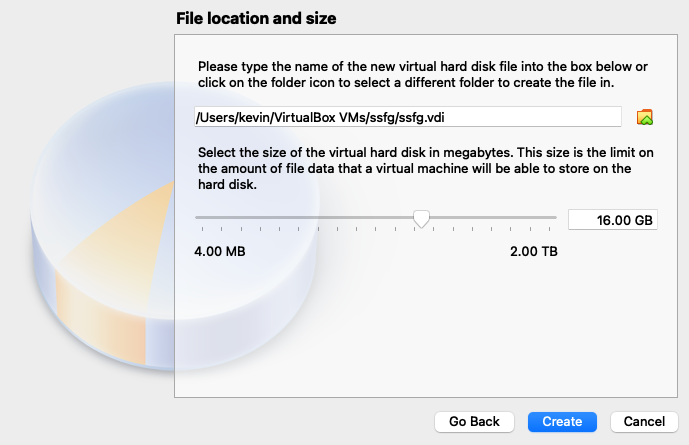 File location and size
Please type the name of the new virtual hard disk file into the box below or
click on the folder icon to select a different folder to create the file in.
/Users/kevin/VirtualBox VMs/ssfg/ssfg.vdi
Select the size of the virtual hard disk in megabytes. This size is the limit on
the amount of file data that a virtual machine will be able to store on the
hard disk.
16.00 GB
4.00 MB
2.00 TB
Go Back
Create
Cancel